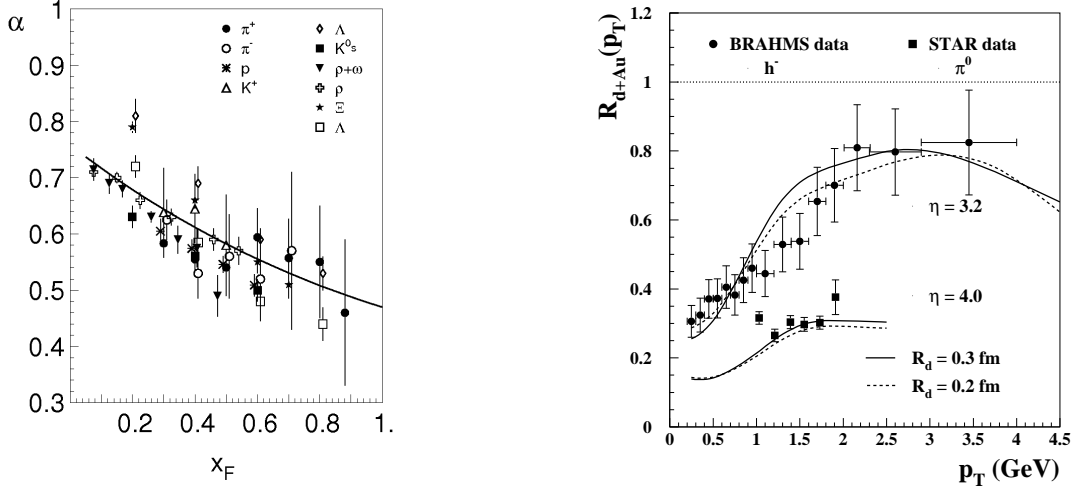 α
1
0.9
0.8
0.7
0.6
0.5
0.4
0.3
0.2 0.4 0.6 0.8 1.
x_F
π⁺ Λ
π⁻ K⁰s
p ρ+ω
K⁺ ρ
Ξ
Λ
R_{d+Au}(p_T)
1.2
1
0.8
0.6
0.4
0.2
0
0 0.5 1 1.5 2 2.5 3 3.5 4 4.5
p_T (GeV)
BRAHMS data STAR data
h⁻ π⁰
η = 3.2
η = 4.0
R_d = 0.3 fm
R_d = 0.2 fm